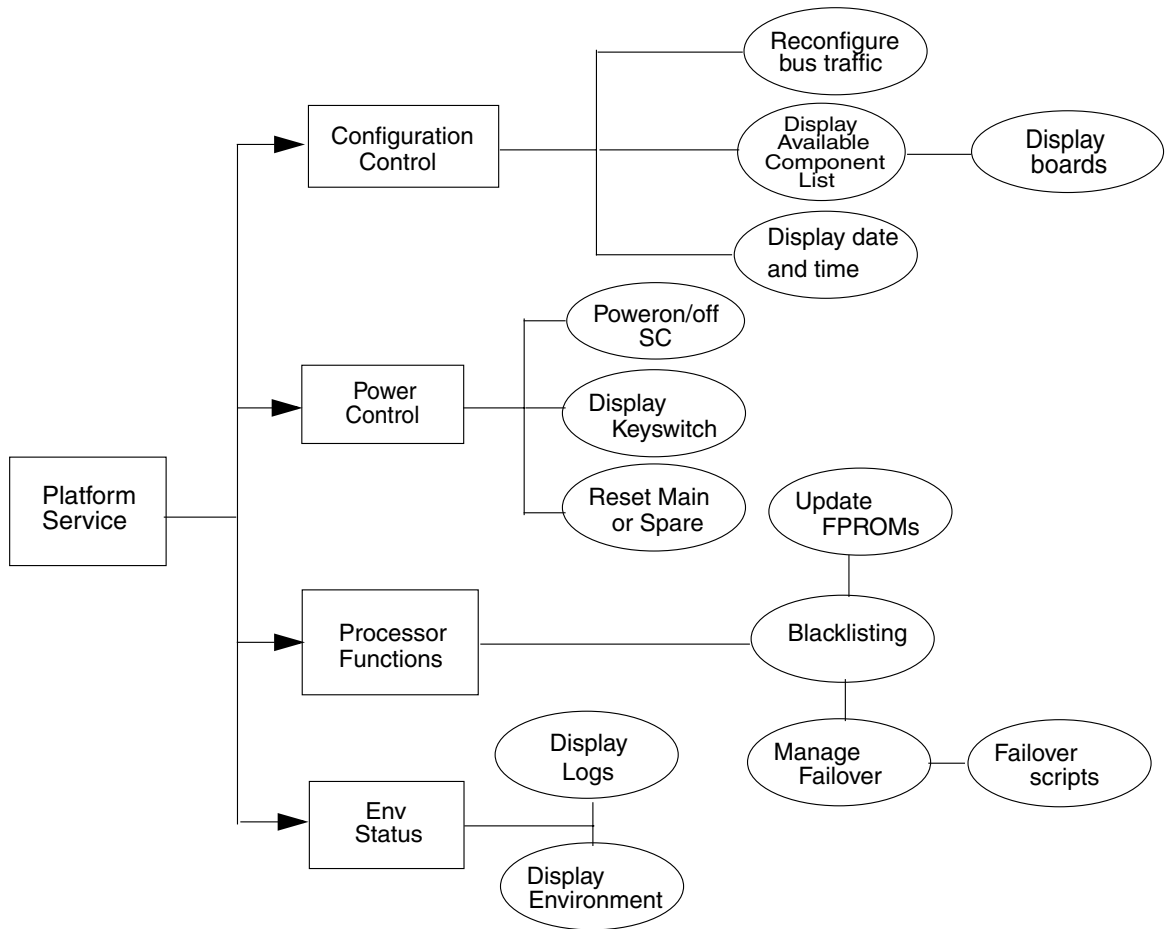 Reconfigure
bus traffic
Configuration
Control
Display
Available
Component
List
Display
boards
Display date
and time
Poweron/off
SC
Power
Control
Display
Keyswitch
Platform
Service
Reset Main
or Spare
Update
FPROMs
Processor
Functions
Blacklisting
Display
Logs
Manage
Failover
Failover
scripts
Env
Status
Display
Environment